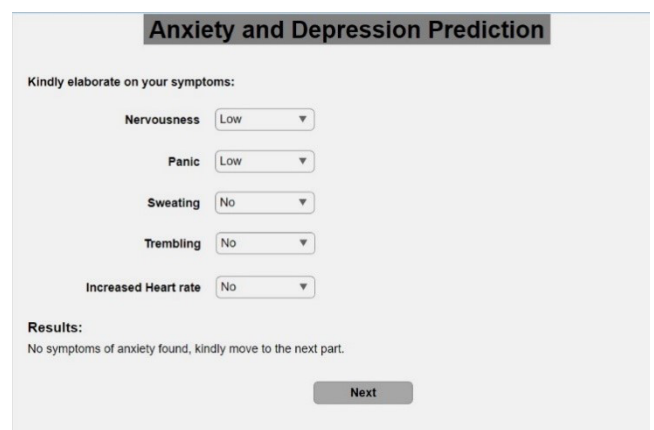 Anxiety and Depression Prediction
Kindly elaborate on your symptoms:
Nervousness Low
Panic Low
Sweating No
Trembling No
Increased Heart rate No
Results:
No symptoms of anxiety found, kindly move to the next part.
Next